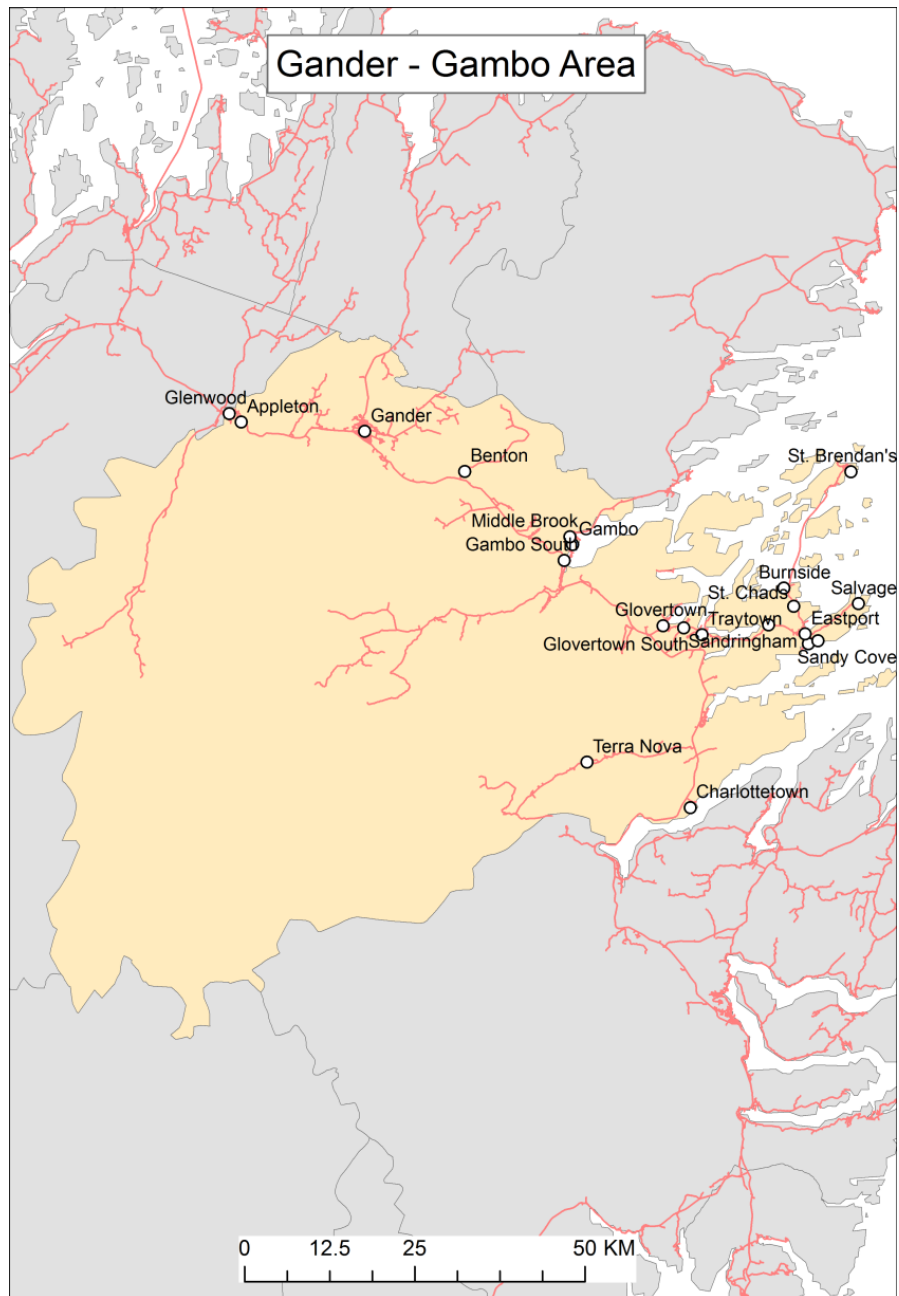 Gander - Gambo Area
Glenwood
Appleton
Gander
Benton
St. Brendan's
Middle Brook
Gambo
Gambo South
Burnside
St. Chads
Salvage
Glovertown
Traytown
Eastport
Glovertown South
Sandringham
Sandy Cove
Terra Nova
Charlottetown
0 12.5 25 50 KM